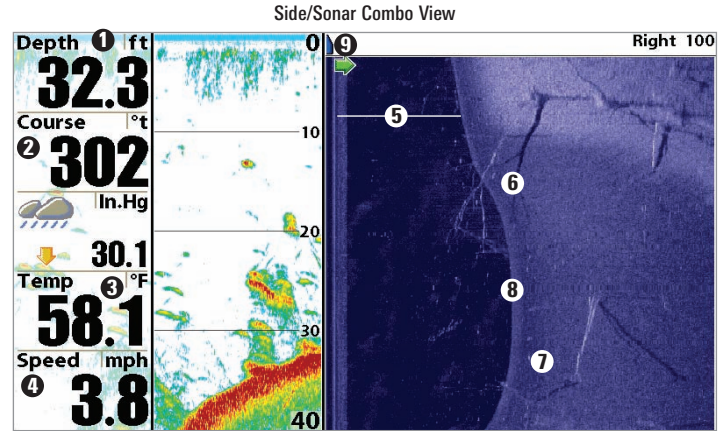 Side/Sonar Combo View
Depth 1 ft
32.3
Course °t
2 302
In.Hg
30.1
Temp 3 °F
58.1
Speed mph
4 3.8
0
10
20
30
40
9 Right 100
5
6
8
7